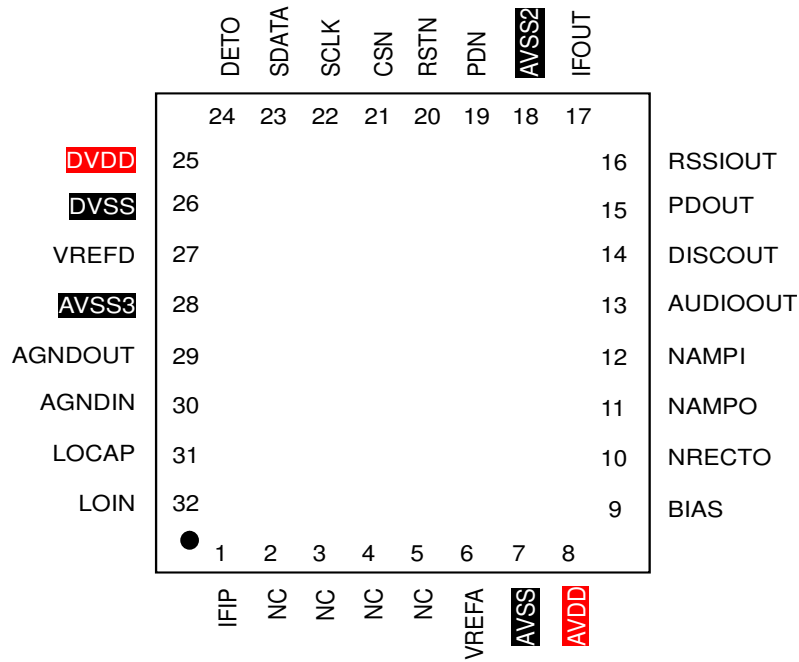 DETO SDATA SCLK CSN RSTN PDN AVSS2 IFOUT
24 23 22 21 20 19 18 17
DVDD 25 16 RSSIOUT
DVSS 26 15 PDOUT
VREFD 27 14 DISCOUT
AVSS3 28 13 AUDIOOUT
AGNDOUT 29 12 NAMPI
AGNDIN 30 11 NAMPO
LOCAP 31 10 NRECTO
LOIN 32 9 BIAS
1 2 3 4 5 6 7 8
IFIP NC NC NC NC VREFA AVSS AVDD